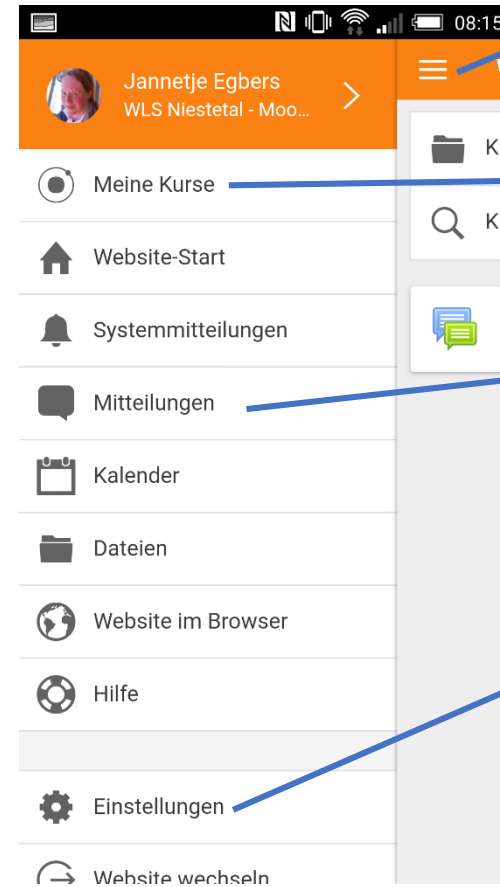 08:15
Jannetje Egbers
WLS Niestetal - Moo...
Meine Kurse
K
Website-Start
K
Systemmitteilungen
Mitteilungen
Kalender
Dateien
Website im Browser
Hilfe
Einstellungen
Website wechseln